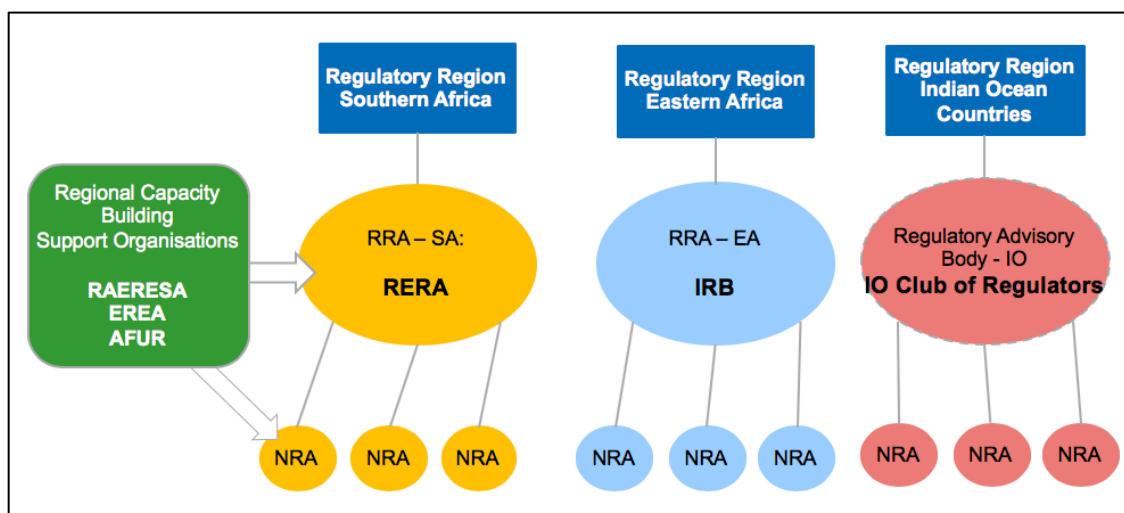 Regulatory Region
Southern Africa
Regulatory Region
Eastern Africa
Regulatory Region
Indian Ocean
Countries
Regional Capacity
Building
Support Organisations
RAERESA
EREA
AFUR
RRA – SA:
RERA
RRA – EA
IRB
Regulatory Advisory
Body - IO
IO Club of Regulators
NRA
NRA
NRA
NRA
NRA
NRA
NRA
NRA
NRA